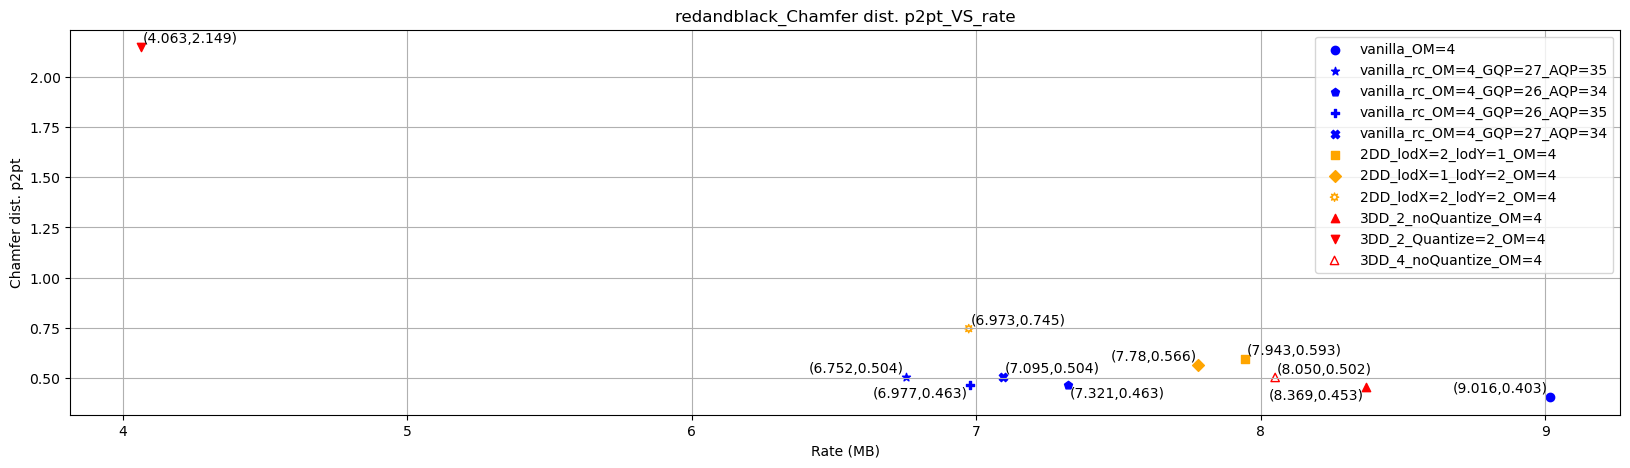 redandblack_Chamfer dist. p2pt_VS_rate
(4.063,2.149)
vanilla_OM=4
vanilla_rc_OM=4_GQP=27_AQP=35
vanilla_rc_OM=4_GQP=26_AQP=34
vanilla_rc_OM=4_GQP=26_AQP=35
vanilla_rc_OM=4_GQP=27_AQP=34
2DD_lodX=2_lodY=1_OM=4
2DD_lodX=1_lodY=2_OM=4
2DD_lodX=2_lodY=2_OM=4
3DD_2_noQuantize_OM=4
3DD_2_Quantize=2_OM=4
3DD_4_noQuantize_OM=4
Chamfer dist. p2pt
2.00
1.75
1.50
1.25
1.00
0.75
0.50
(6.973,0.745)
(7.78,0.566)
(7.943,0.593)
(6.752,0.504)
(7.095,0.504)
(8.050,0.502)
(6.977,0.463)
(7.321,0.463)
(8.369,0.453)
(9.016,0.403)
4 5 6 7 8 9
Rate (MB)